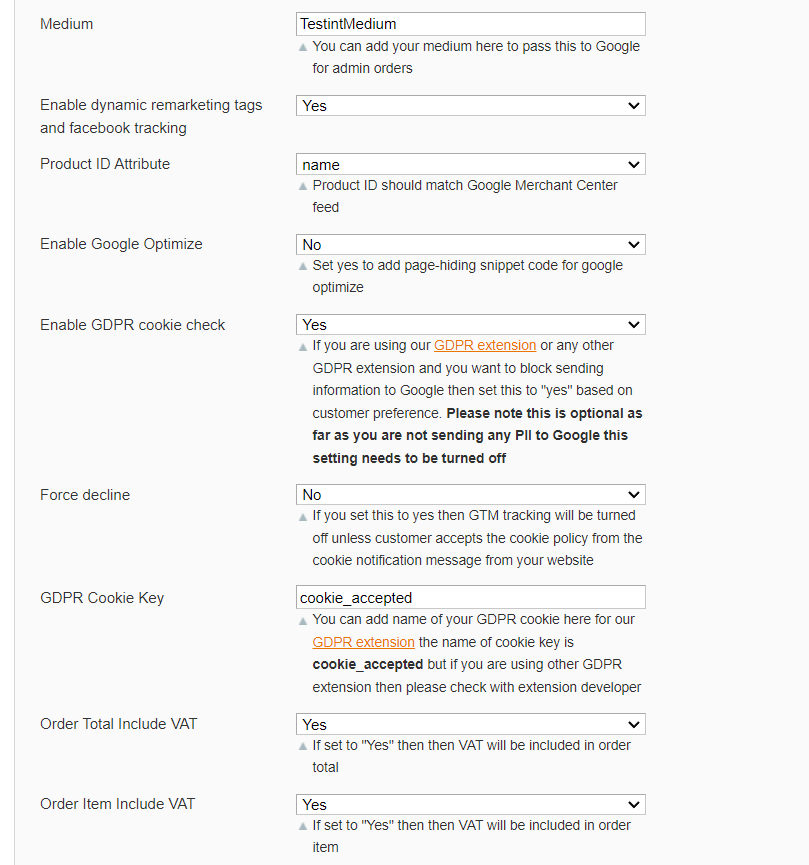 Medium
TestintMedium
You can add your medium here to pass this to Google
for admin orders
Enable dynamic remarketing tags
and facebook tracking
Yes
Product ID Attribute
name
Product ID should match Google Merchant Center
feed
Enable Google Optimize
No
Set yes to add page-hiding snippet code for google
optimize
Enable GDPR cookie check
Yes
If you are using our GDPR extension or any other
GDPR extension and you want to block sending
information to Google then set this to "yes" based on
customer preference. Please note this is optional as
far as you are not sending any PII to Google this
setting needs to be turned off
Force decline
No
If you set this to yes then GTM tracking will be turned
off unless customer accepts the cookie policy from the
cookie notification message from your website
GDPR Cookie Key
cookie_accepted
You can add name of your GDPR cookie here for our
GDPR extension the name of cookie key is
cookie_accepted but if you are using other GDPR
extension then please check with extension developer
Order Total Include VAT
Yes
If set to "Yes" then then VAT will be included in order
total
Order Item Include VAT
Yes
If set to "Yes" then then VAT will be included in order
item